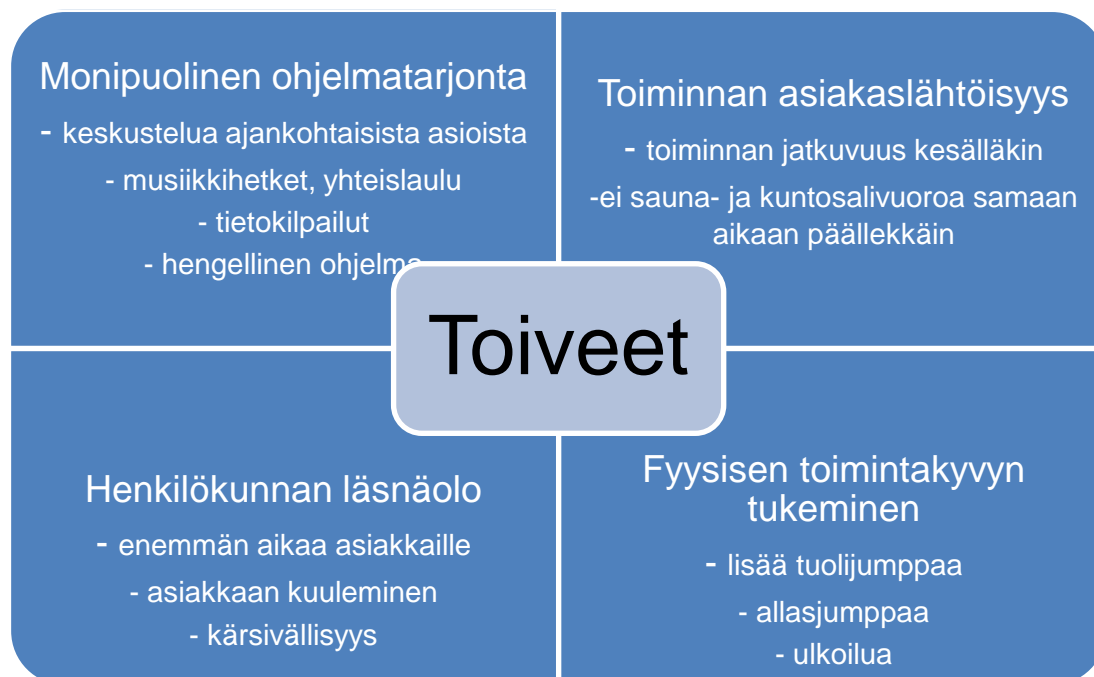 Monipuolinen ohjelmatarjonta
- keskustelua ajankohtaisista asioista
- musiikkihetket, yhteislaulu
- tietokilpailut
- hengellinen ohjelma
Toiminnan asiakaslähtöisyys
- toiminnan jatkuvuus kesälläkin
-ei sauna- ja kuntosalivuoroa samaan
aikaan päällekkäin
Toiveet
Henkilökunnan läsnäolo
- enemmän aikaa asiakkaille
- asiakkaan kuuleminen
- kärsivällisyys
Fyysisen toimintakyvyn
tukeminen
- lisää tuolijumppaa
- allasjumppaa
- ulkoilua